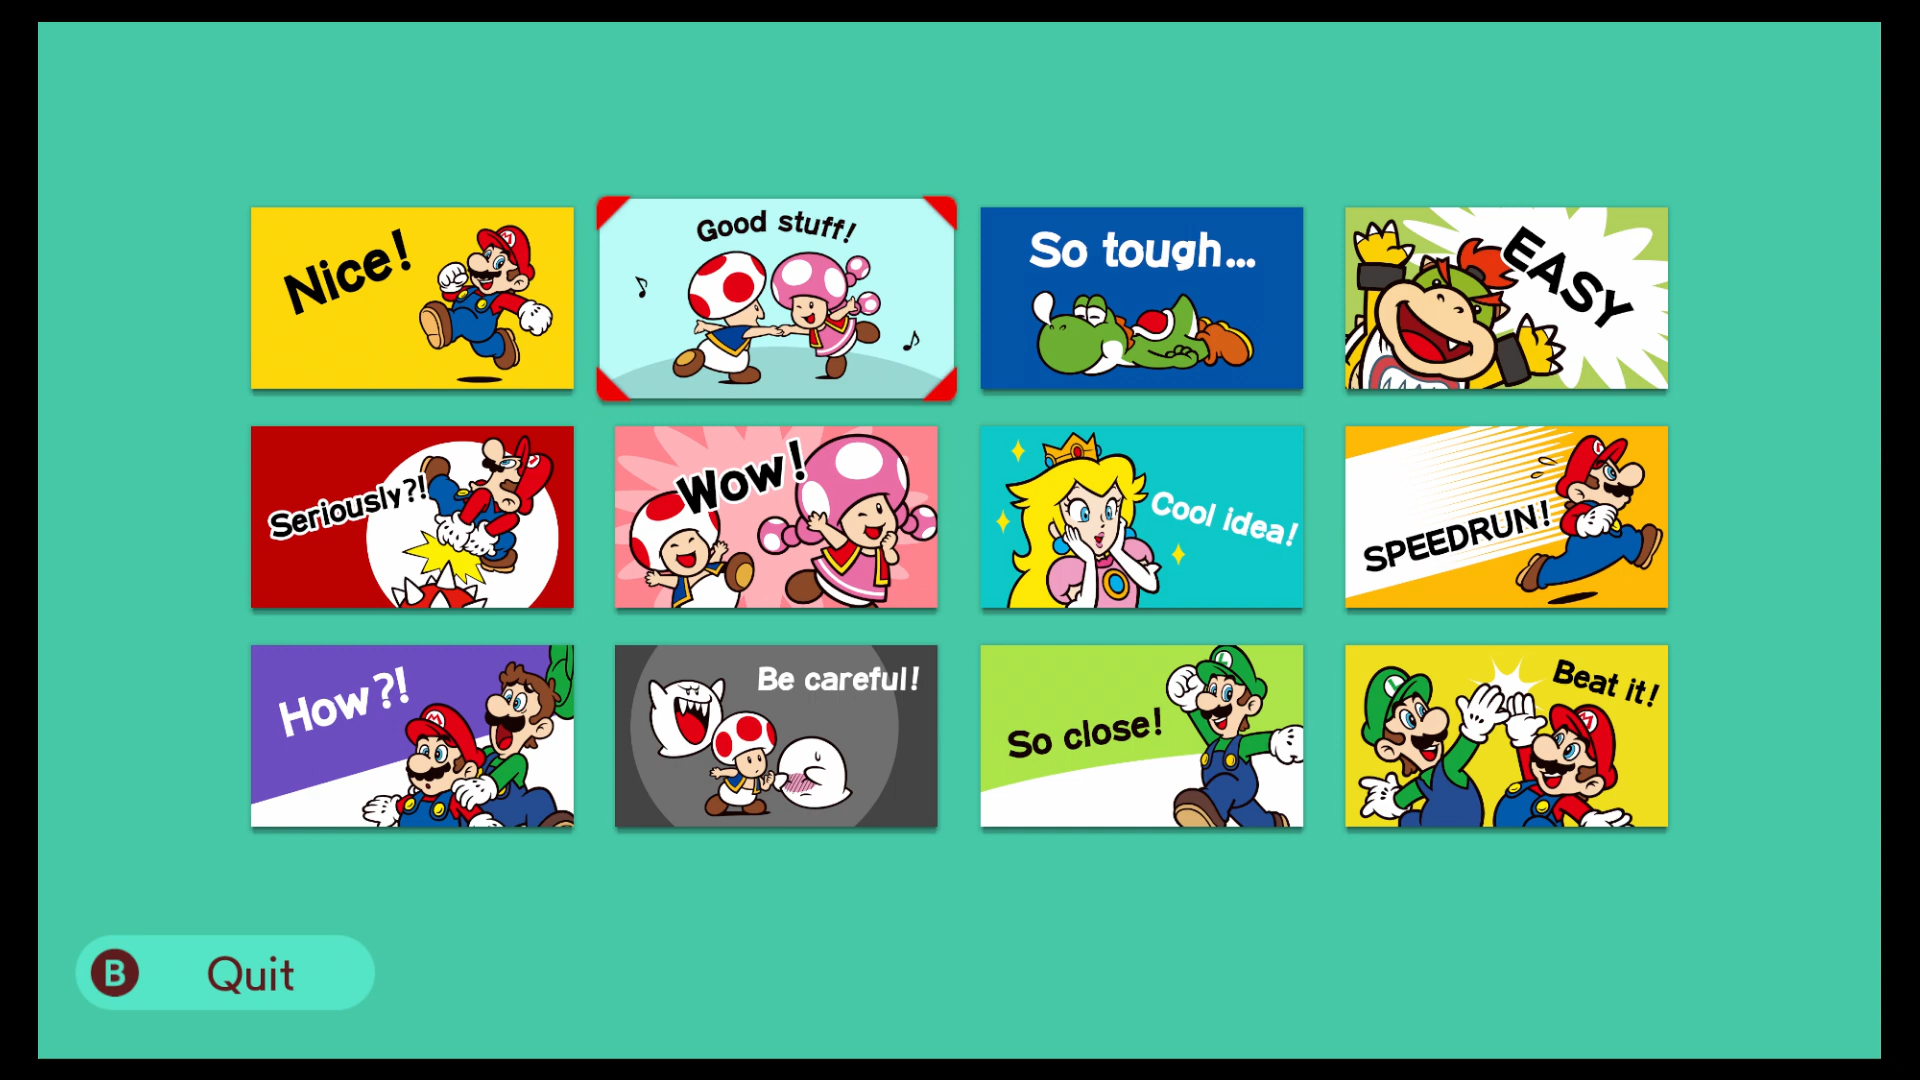 Nice!
Good stuff!
So tough...
EASY
Seriously?!
Wow!
Cool idea!
SPEEDRUN!
How?!
Be careful!
So close!
Beat it!
B Quit